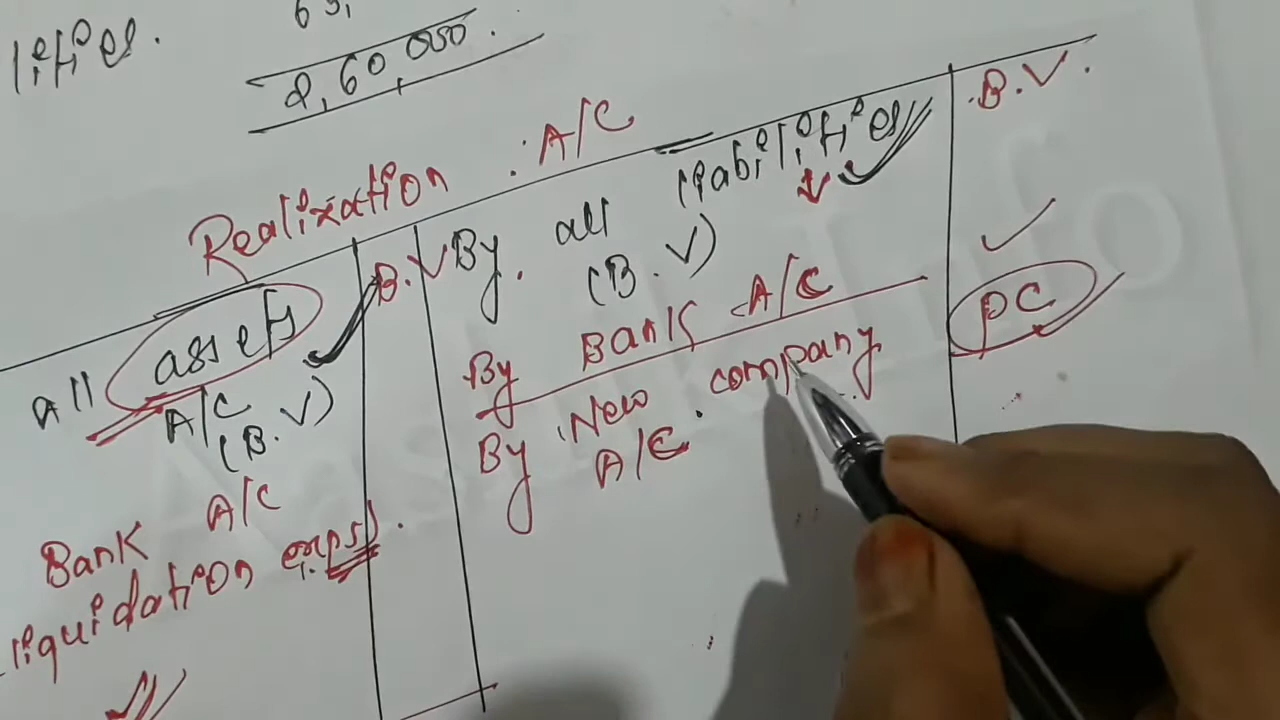 lities.
2,60,000.
Realization A/C
all assets
A/C
(B.V)
B.V
Bank A/C
liquidation exps).
By all liabilities
(B.V)
By Bank A/C
By New company
A/C
B.V.
PC